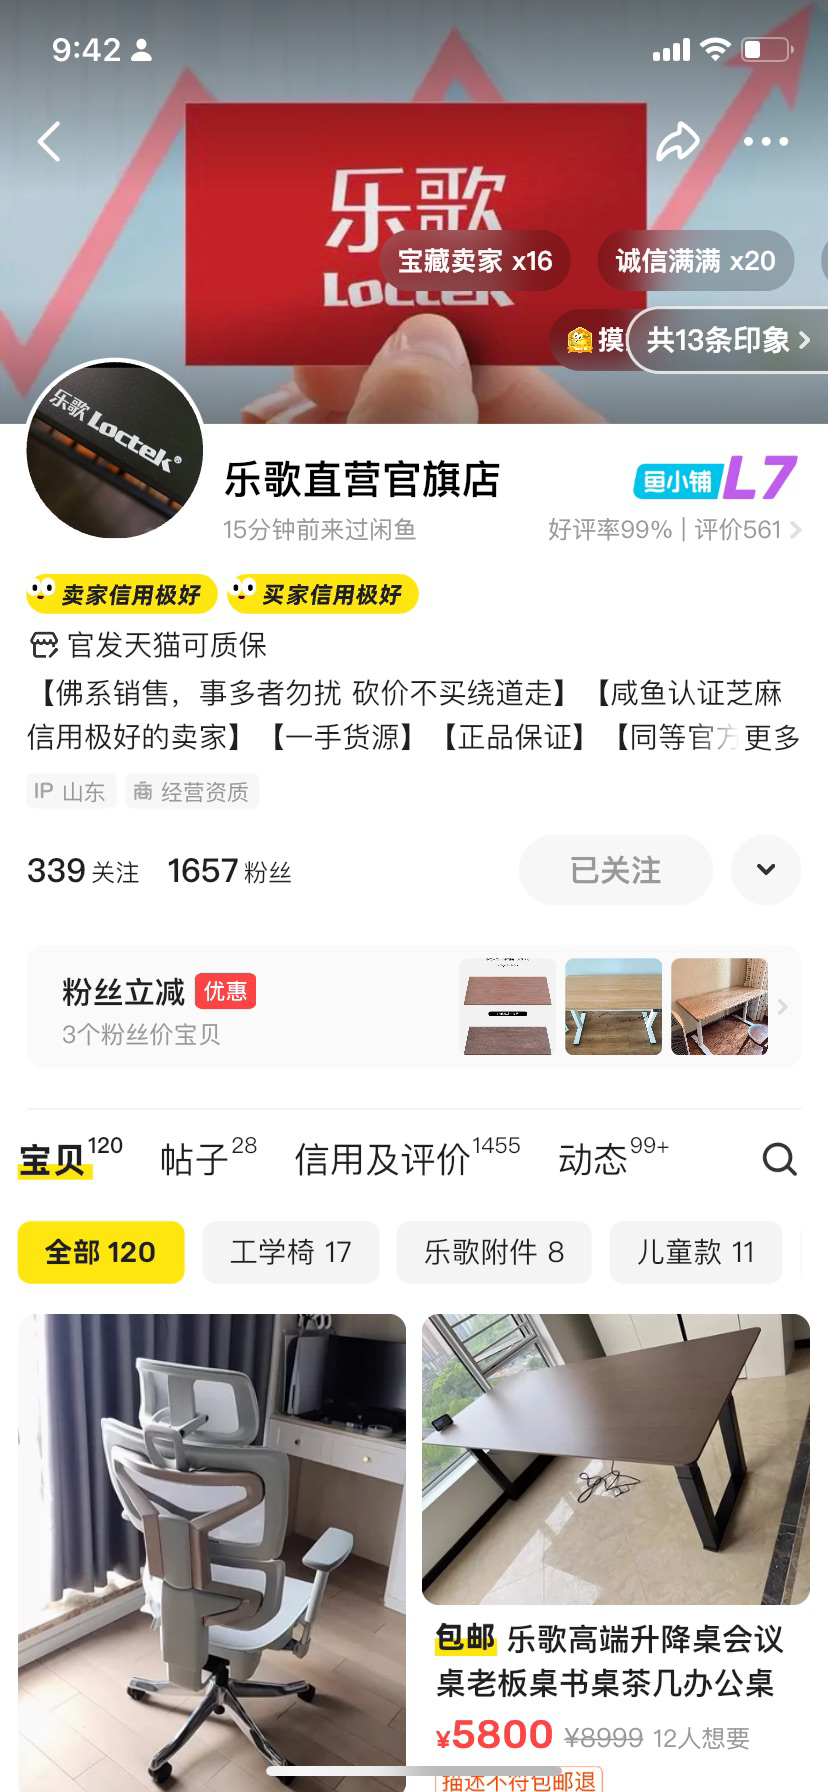 9:42
乐歌
Loctek
宝藏卖家 x16
诚信满满 x20
摸
共13条印象
乐歌 Loctek
乐歌直营官旗店
鱼小铺 L7
15分钟前来过闲鱼
好评率99% | 评价561
卖家信用极好
买家信用极好
官发天猫可质保
【佛系销售，事多者勿扰 砍价不买绕道走】【咸鱼认证芝麻
信用极好的卖家】【一手货源】【正品保证】【同等官方更多
IP 山东
商 经营资质
339 关注 1657 粉丝
已关注
粉丝立减 优惠
3个粉丝价宝贝
宝贝 120
帖子 28
信用及评价 1455
动态 99+
全部 120
工学椅 17
乐歌附件 8
儿童款 11
包邮 乐歌高端升降桌会议
桌老板桌书桌茶几办公桌
¥5800 ¥8999 12人想要
描述不符包邮退